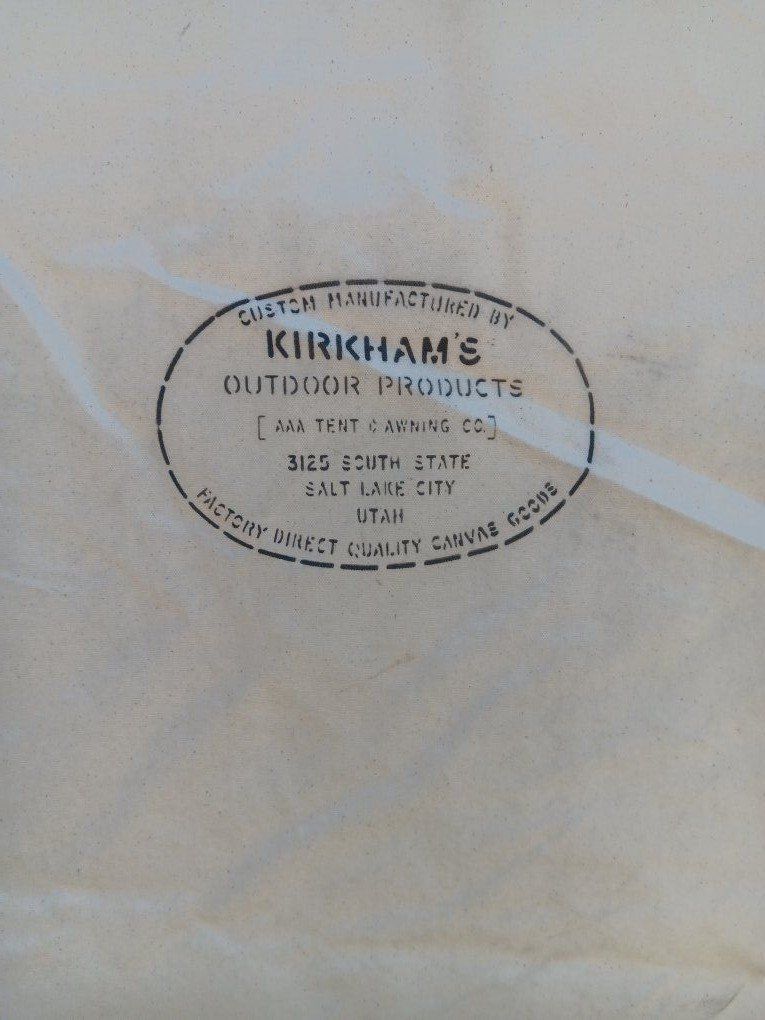 CUSTOM MANUFACTURED BY
KIRKHAM'S
OUTDOOR PRODUCTS
[AAA TENT & AWNING CO.]
3125 SOUTH STATE
SALT LAKE CITY
UTAH
FACTORY DIRECT QUALITY CANVAS GOODS